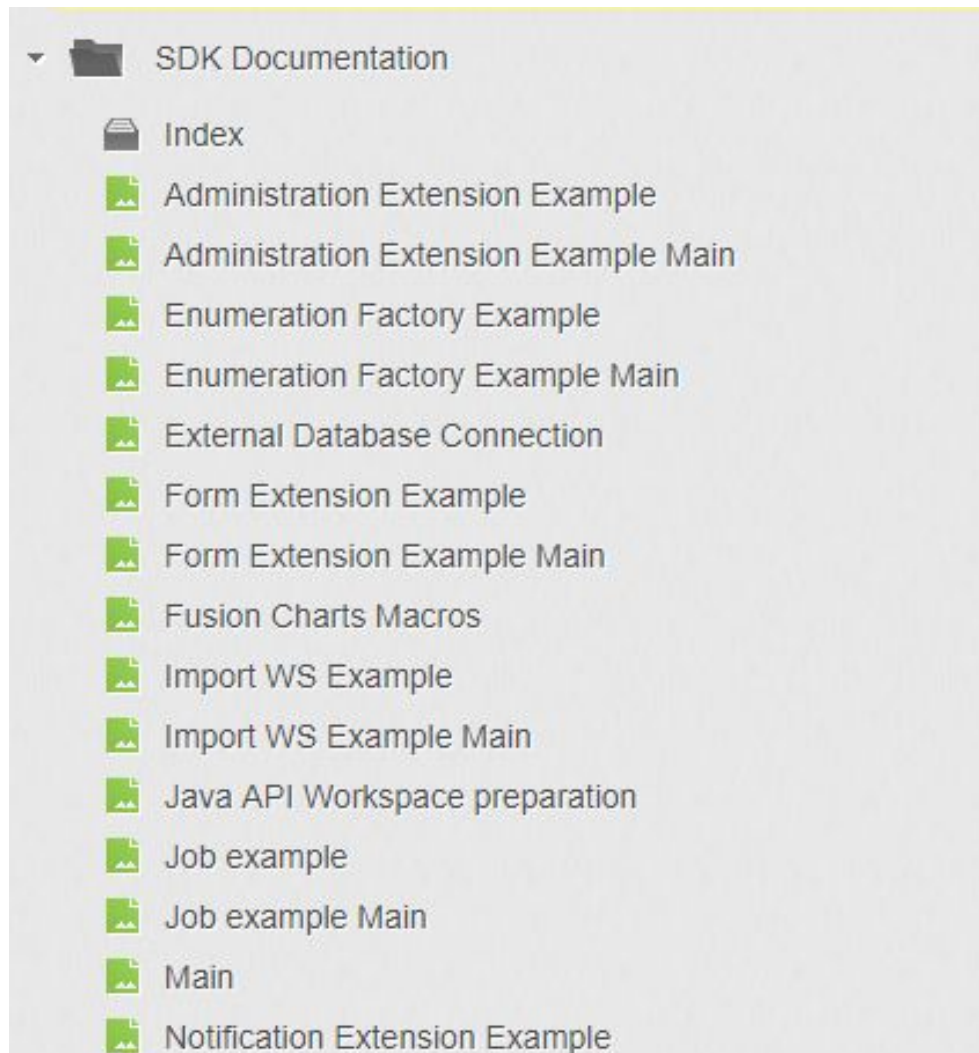 SDK Documentation
Index
Administration Extension Example
Administration Extension Example Main
Enumeration Factory Example
Enumeration Factory Example Main
External Database Connection
Form Extension Example
Form Extension Example Main
Fusion Charts Macros
Import WS Example
Import WS Example Main
Java API Workspace preparation
Job example
Job example Main
Main
Notification Extension Example